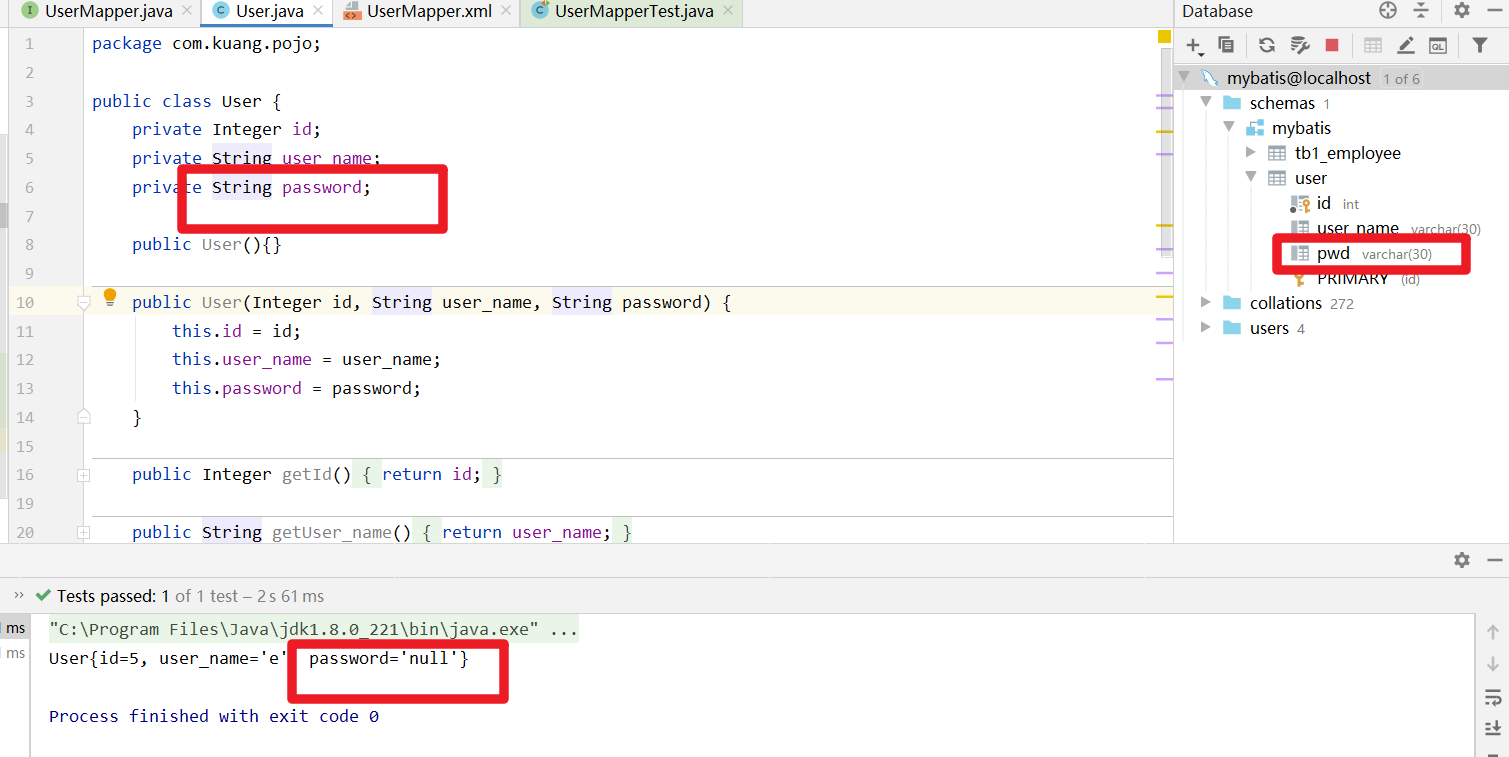 UserMapper.java User.java UserMapper.xml UserMapperTest.java
1 package com.kuang.pojo;
2
3 public class User {
4 private Integer id;
5 private String user_name;
6 private String password;
7
8 public User(){}
9
10 public User(Integer id, String user_name, String password) {
11 this.id = id;
12 this.user_name = user_name;
13 this.password = password;
14 }
15
16 public Integer getId() { return id; }
19
20 public String getUser_name() { return user_name; }
Database
mybatis@localhost 1 of 6
schemas 1
mybatis
tb1_employee
user
id int
user_name varchar(30)
pwd varchar(30)
PRIMARY (id)
collations 272
users 4
Tests passed: 1 of 1 test – 2 s 61 ms
ms
ms
"C:\Program Files\Java\jdk1.8.0_221\bin\java.exe" ...
User{id=5, user_name='e' password='null'}
Process finished with exit code 0